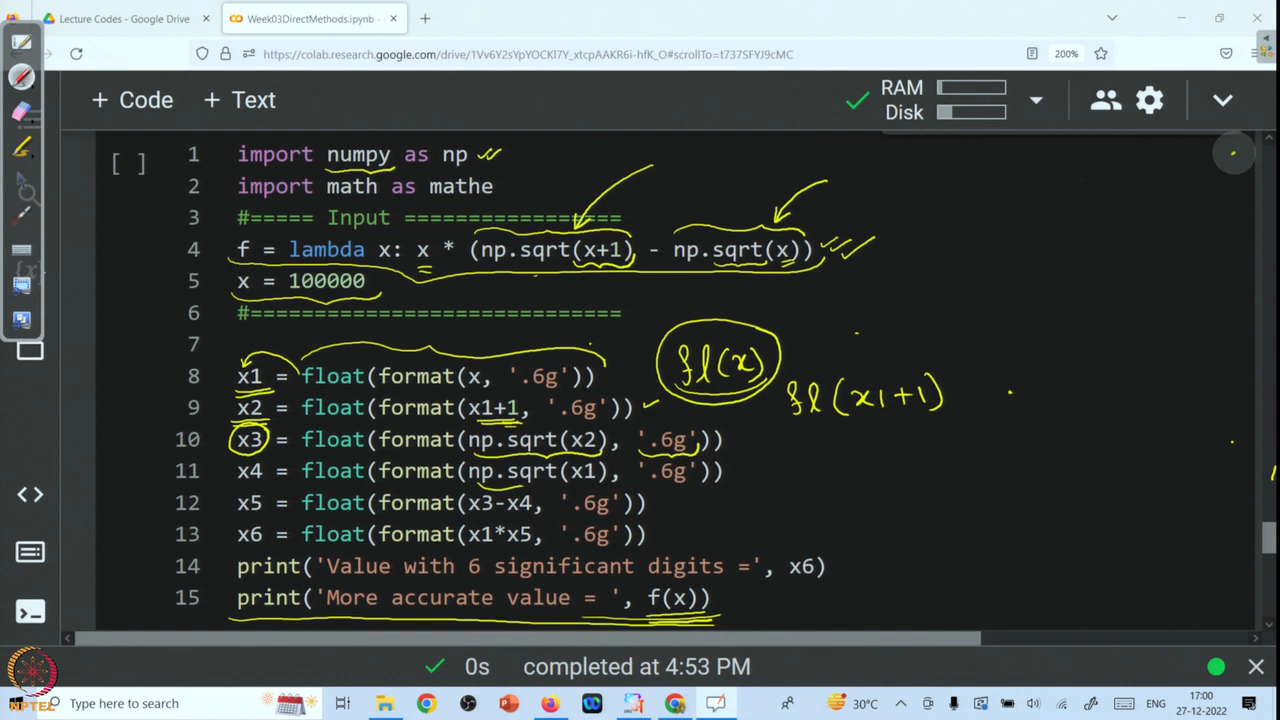 Lecture Codes - Google Drive
Week03DirectMethods.ipynb -
https://colab.research.google.com/drive/1Vv6Y2sYpYOCKl7Y_xtcpAAKR6i-hfK_O#scrollTo=t737SFYJ9cMC
200%
+ Code + Text
RAM
Disk
[ ]
1 import numpy as np
2 import math as mathe
3 #===== Input =================
4 f = lambda x: x * (np.sqrt(x+1) - np.sqrt(x))
5 x = 100000
6 #=============================
7
8 x1 = float(format(x, '.6g'))
fl(x)
9 x2 = float(format(x1+1, '.6g'))
fl(x1+1)
10 x3 = float(format(np.sqrt(x2), '.6g'))
11 x4 = float(format(np.sqrt(x1), '.6g'))
12 x5 = float(format(x3-x4, '.6g'))
13 x6 = float(format(x1*x5, '.6g'))
14 print('Value with 6 significant digits =', x6)
15 print('More accurate value = ', f(x))
0s completed at 4:53 PM
NPTEL
Type here to search
30°C
ENG
17:00
27-12-2022